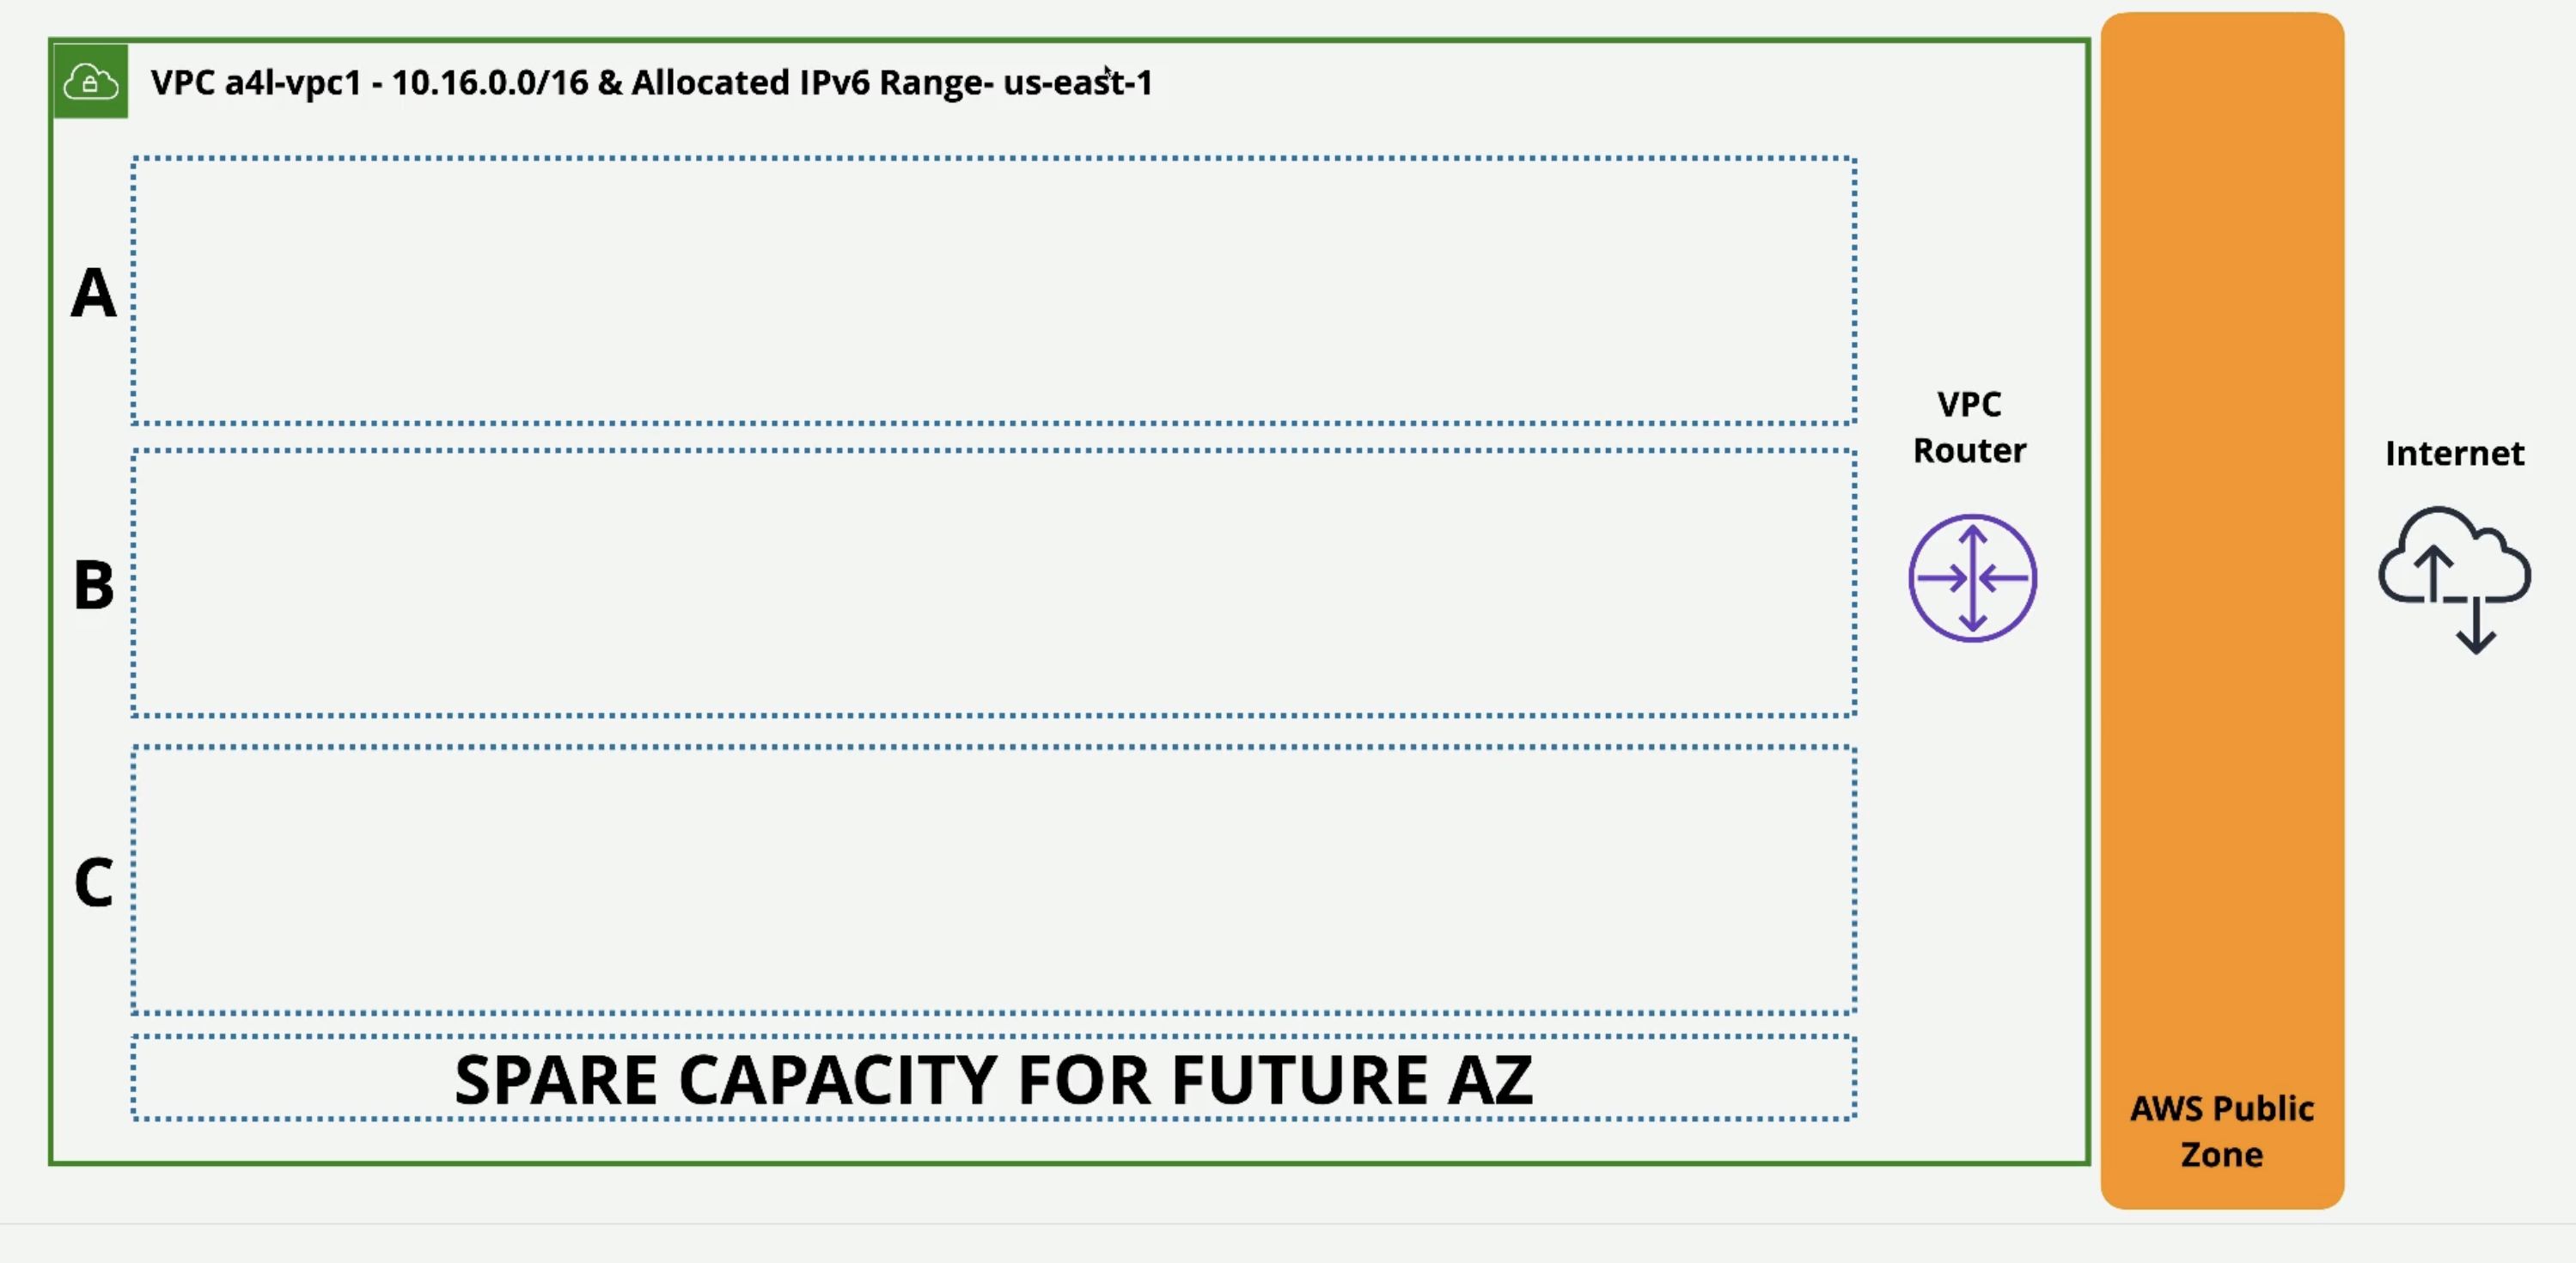 VPC a4l-vpc1 - 10.16.0.0/16 & Allocated IPv6 Range- us-east-1
A
B
C
SPARE CAPACITY FOR FUTURE AZ
VPC
Router
AWS Public
Zone
Internet